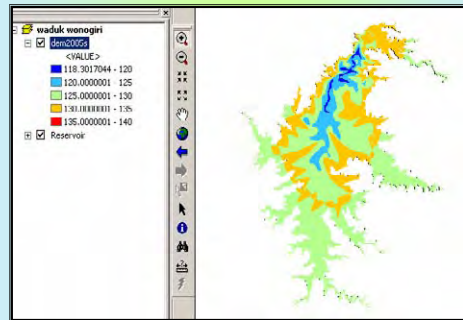 waduk wonogiri
dem2005s
<VALUE>
118.3017044 - 120
120.0000001 - 125
125.0000001 - 130
130.0000001 - 135
135.0000001 - 140
Reservoir